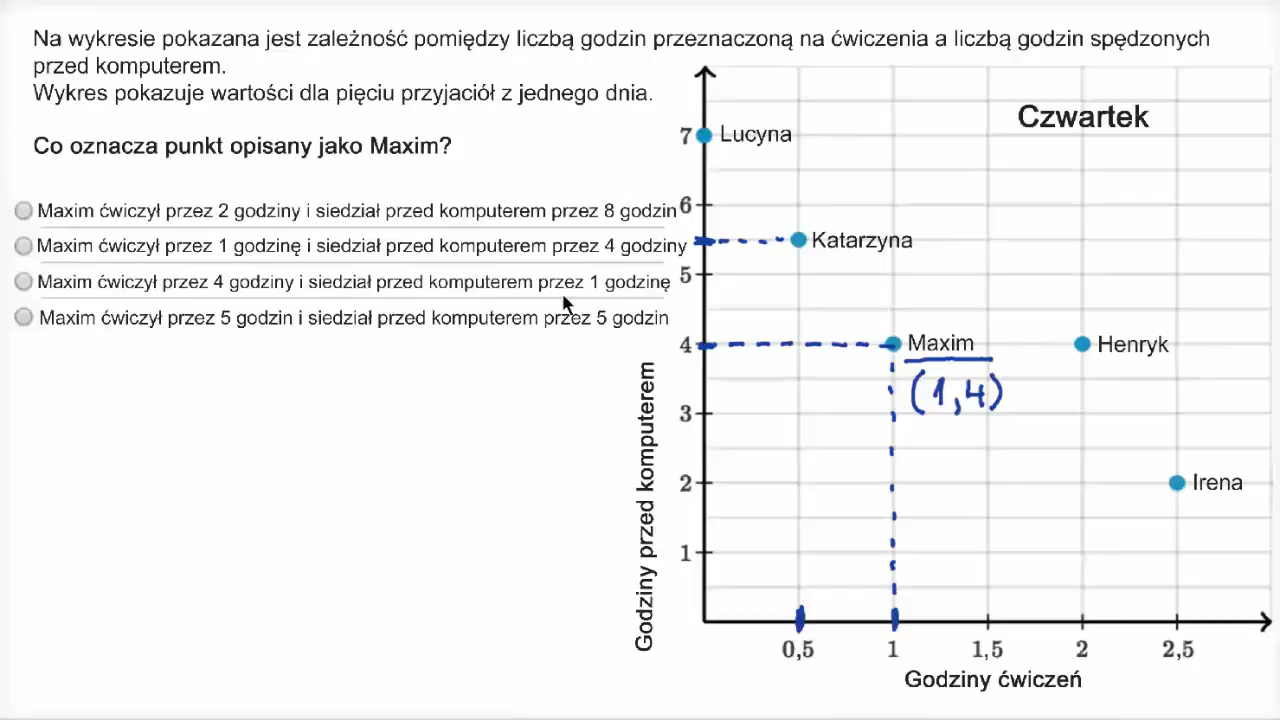 Na wykresie pokazana jest zależność pomiędzy liczbą godzin przeznaczoną na ćwiczenia a liczbą godzin spędzonych
przed komputerem.
Wykres pokazuje wartości dla pięciu przyjaciół z jednego dnia.
Co oznacza punkt opisany jako Maxim?
Maxim ćwiczył przez 2 godziny i siedział przed komputerem przez 8 godzin
Maxim ćwiczył przez 1 godzinę i siedział przed komputerem przez 4 godziny
Maxim ćwiczył przez 4 godziny i siedział przed komputerem przez 1 godzinę
Maxim ćwiczył przez 5 godzin i siedział przed komputerem przez 5 godzin
Czwartek
7
Lucyna
6
Katarzyna
5
4
Maxim
Henryk
(1,4)
3
2
Irena
1
Godziny przed komputerem
0,5
1
1,5
2
2,5
Godziny ćwiczeń